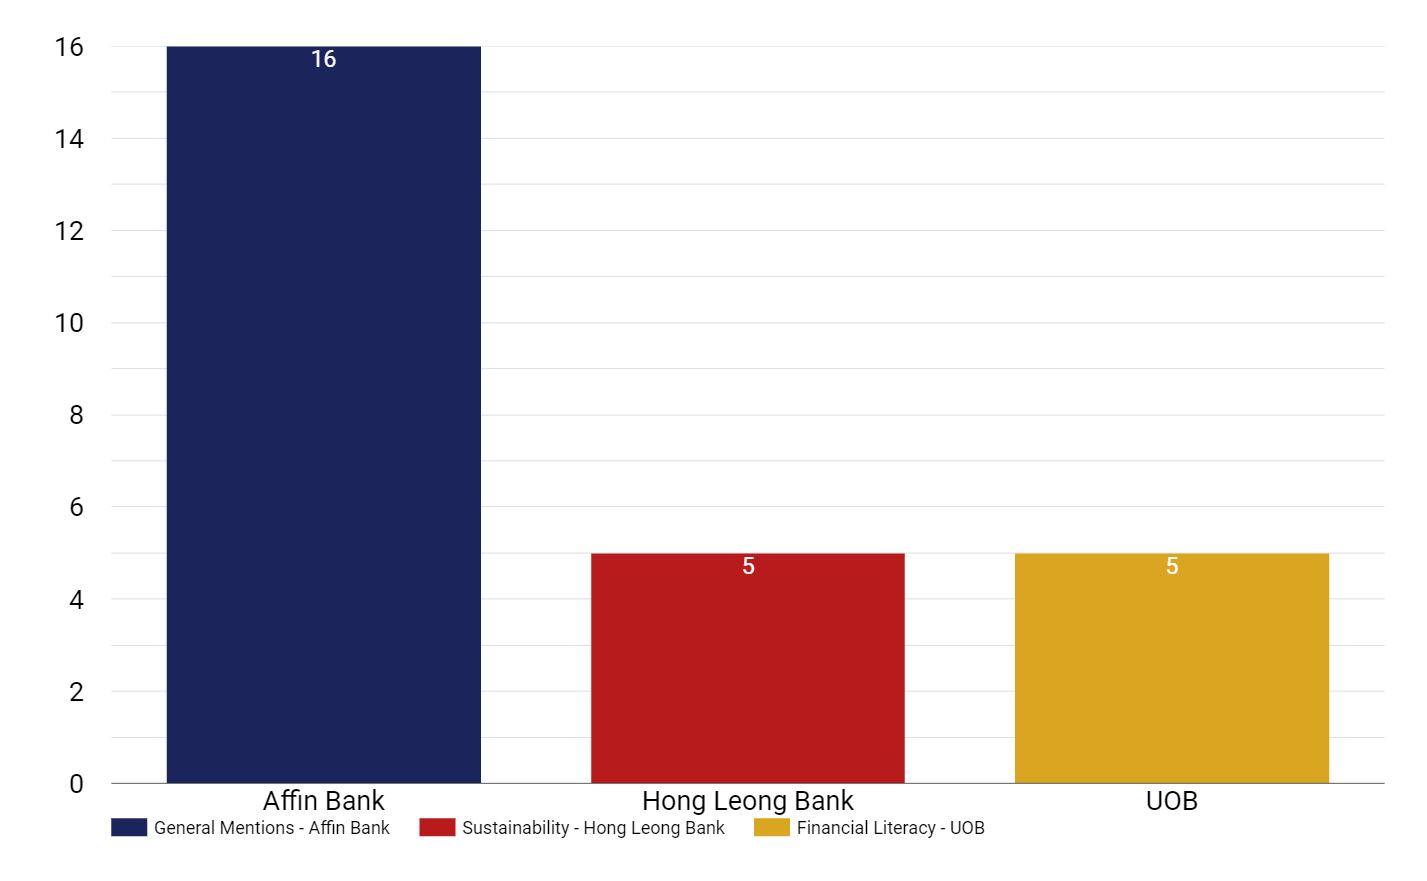 16
16
14
12
10
8
6
5
5
4
2
0
Affin Bank
Hong Leong Bank
UOB
General Mentions - Affin Bank
Sustainability - Hong Leong Bank
Financial Literacy - UOB